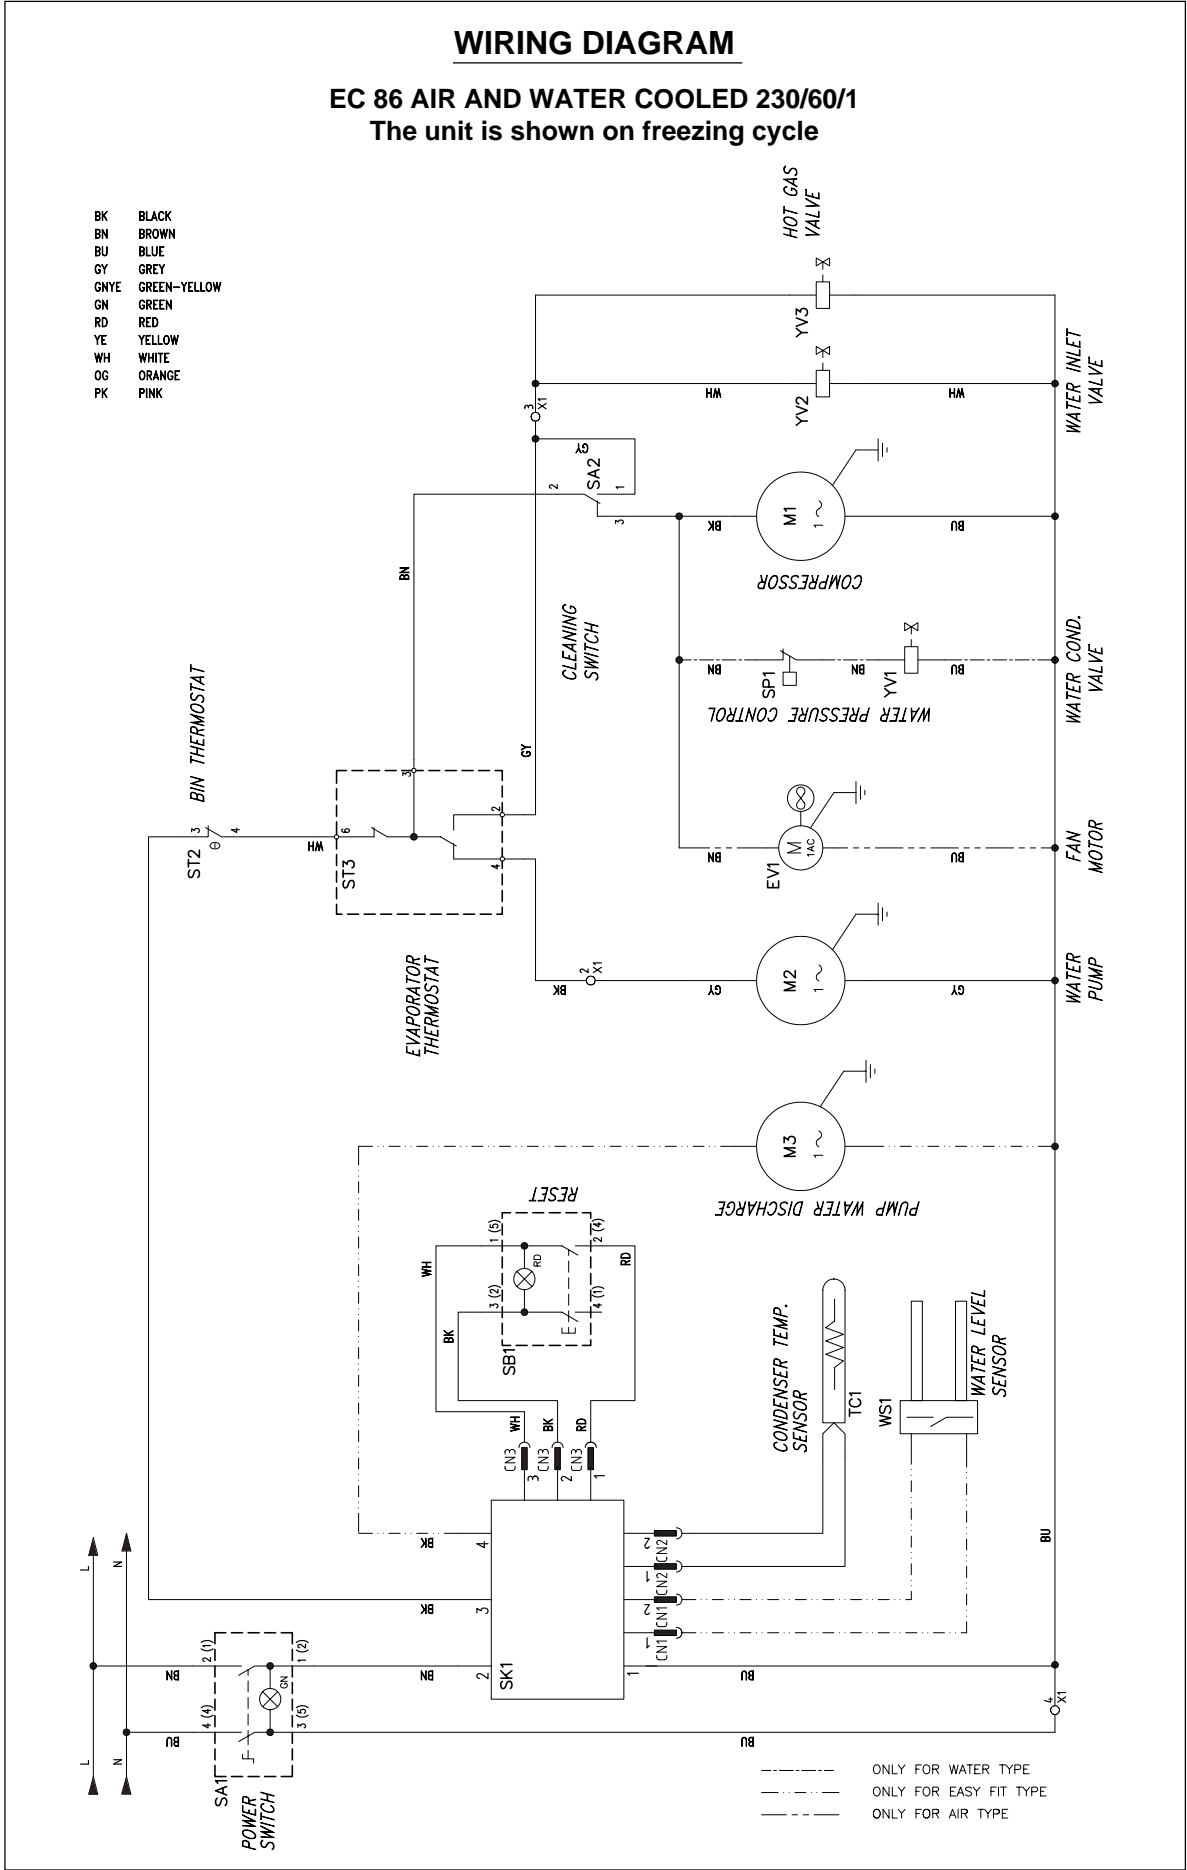 WIRING DIAGRAM
EC 86 AIR AND WATER COOLED 230/60/1
The unit is shown on freezing cycle
BK BLACK
BN BROWN
BU BLUE
GY GREY
GNYE GREEN-YELLOW
GN GREEN
RD RED
YE YELLOW
WH WHITE
OG ORANGE
PK PINK
HOT GAS
VALVE
YV3
WATER INLET
VALVE
YV2
WH
WH
3
X1
GY
SA2
2
1
3
BK
M1
1 ~
BU
COMPRESSOR
BN
CLEANING
SWITCH
BN
SP1
BN
YV1
BU
WATER PRESSURE CONTROL
WATER COND.
VALVE
BIN THERMOSTAT
ST2
3
4
WH
6
ST3
3
2
4
GY
EVAPORATOR
THERMOSTAT
BN
EV1
M
1AC
BU
FAN
MOTOR
BK
2
X1
GY
M2
1 ~
GY
WATER
PUMP
M3
1 ~
PUMP WATER DISCHARGE
RESET
1 (5)
2 (4)
3 (2)
4 (1)
RD
SB1
WH
BK
RD
WH
BK
RD
CN3
CN3
CN3
3
2
1
CONDENSER TEMP.
SENSOR
TC1
WS1
WATER LEVEL
SENSOR
BK
4
BK
3
BN
2
SK1
1
2
CN2
1
CN2
2
CN1
1
CN1
BU
BU
4
X1
L
N
L
N
BN
BU
2 (1)
1 (2)
4 (4)
3 (5)
GN
SA1
POWER
SWITCH
BU
ONLY FOR WATER TYPE
ONLY FOR EASY FIT TYPE
ONLY FOR AIR TYPE